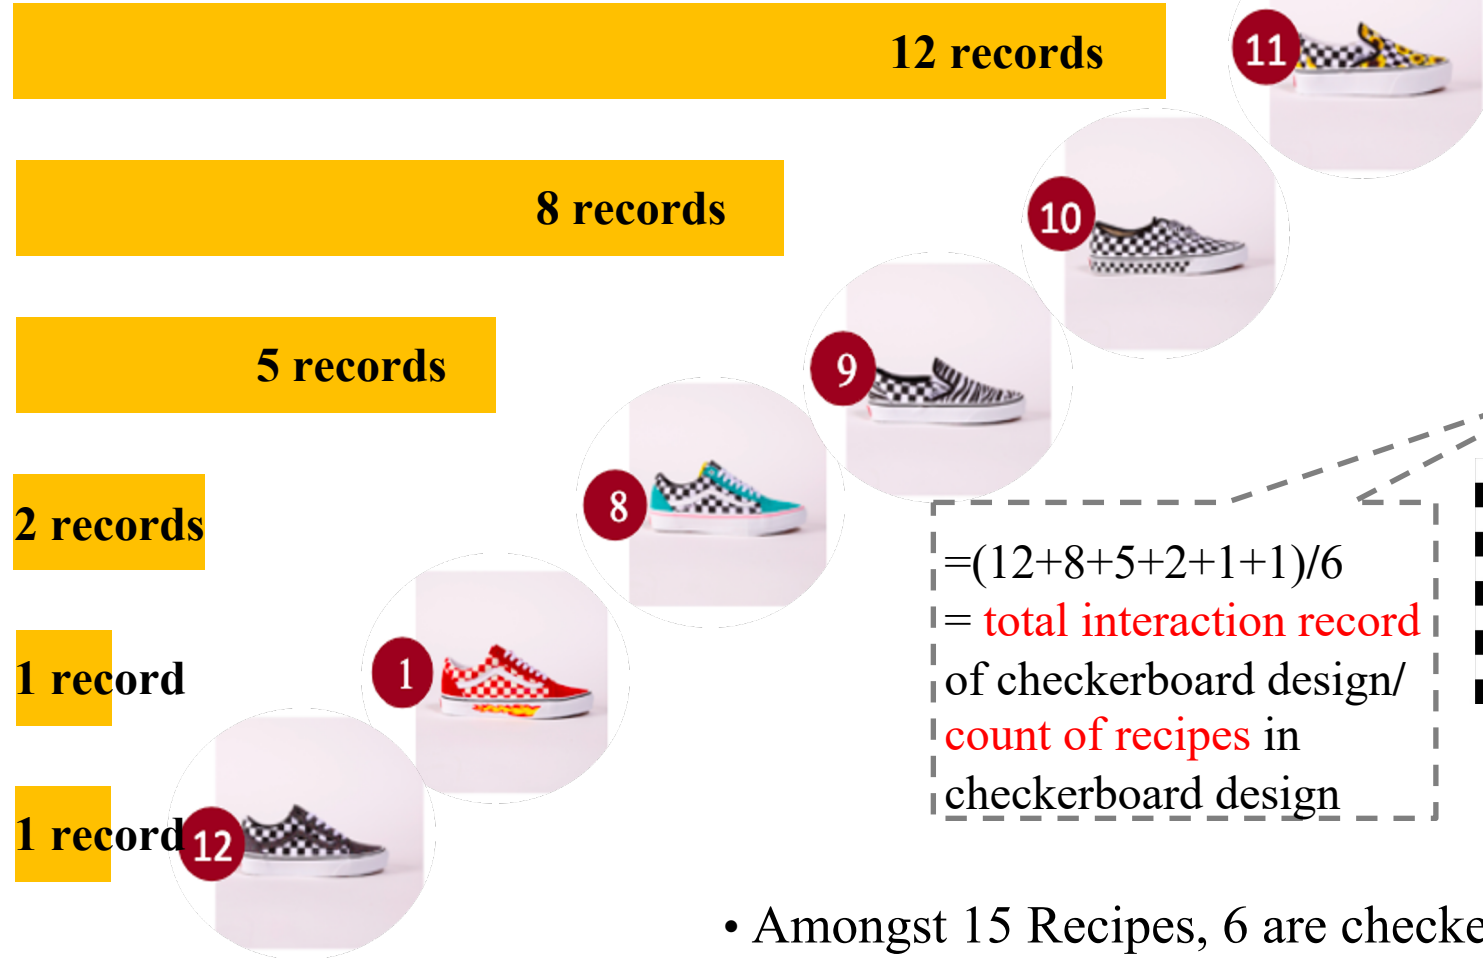 12 records
11
8 records
10
5 records
9
2 records
8
1 record
1
1 record
12
=(12+8+5+2+1+1)/6
= total interaction record
of checkerboard design/
count of recipes in
checkerboard design
• Amongst 15 Recipes, 6 are checke